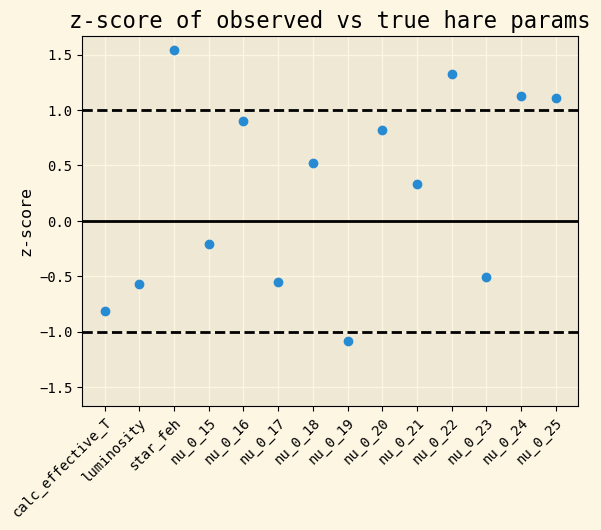 z-score of observed vs true hare params
z-score
1.5
1.0
0.5
0.0
−0.5
−1.0
−1.5
calc_effective_T
luminosity
star_feh
nu_0_15
nu_0_16
nu_0_17
nu_0_18
nu_0_19
nu_0_20
nu_0_21
nu_0_22
nu_0_23
nu_0_24
nu_0_25